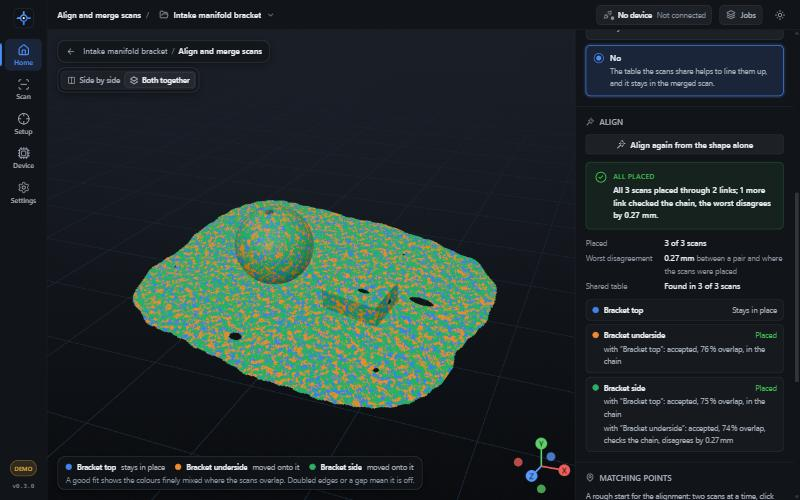 Align and merge scans / Intake manifold bracket
No device Not connected
Jobs
Home
Scan
Setup
Device
Settings
DEMO
v0.3.0
Intake manifold bracket / Align and merge scans
Side by side
Both together
No
The table the scans share helps to line them up,
and it stays in the merged scan.
ALIGN
Align again from the shape alone
ALL PLACED
All 3 scans placed through 2 links; 1 more
link checked the chain, the worst disagrees
by 0.27 mm.
Placed 3 of 3 scans
Worst disagreement 0.27 mm between a pair and where
the scans were placed
Shared table Found in 3 of 3 scans
Bracket top Stays in place
Bracket underside Placed
with "Bracket top": accepted, 76 % overlap, in the
chain
Bracket side Placed
with "Bracket top": accepted, 75 % overlap, in the
chain
with "Bracket underside": accepted, 74 % overlap,
checks the chain, disagrees by 0.27 mm
MATCHING POINTS
A rough start for the alignment: two scans at a time, click
Bracket top stays in place Bracket underside moved onto it Bracket side moved onto it
A good fit shows the colours finely mixed where the scans overlap. Doubled edges or a gap mean it is off.
Y
X
Z